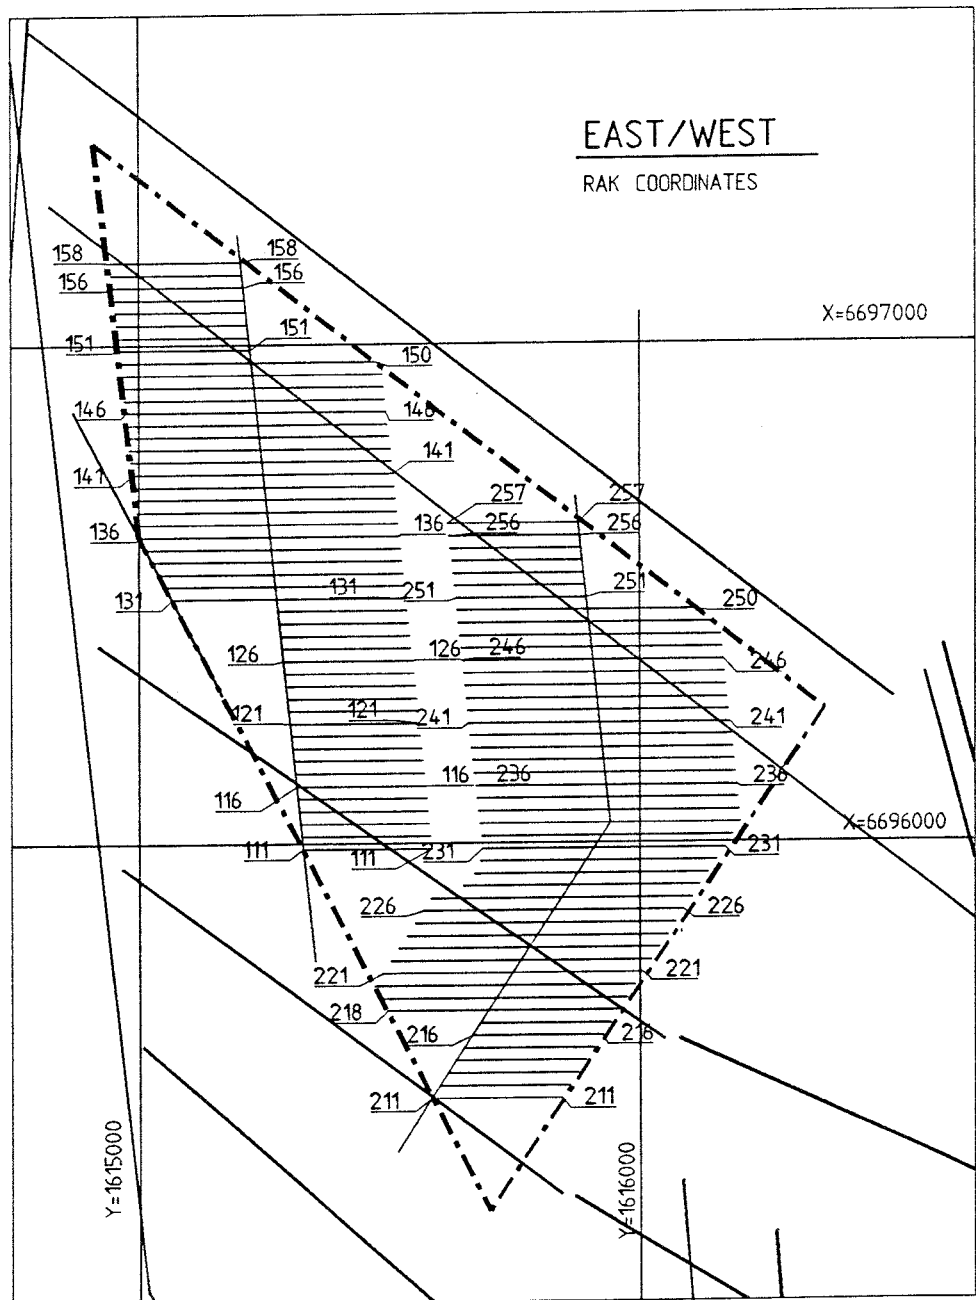 EAST/WEST
RAK COORDINATES
158 158
156 156
X=6697000
151 151
150
146 146
141 141
257 257
136 136 256 256
131 131 251 251
250
126 126 246 246
121 121 241 241
116 116 236 236
X=6696000
111 111 231 231
226 226
221 221
218
216 216
211 211
Y=1615000
Y=1616000